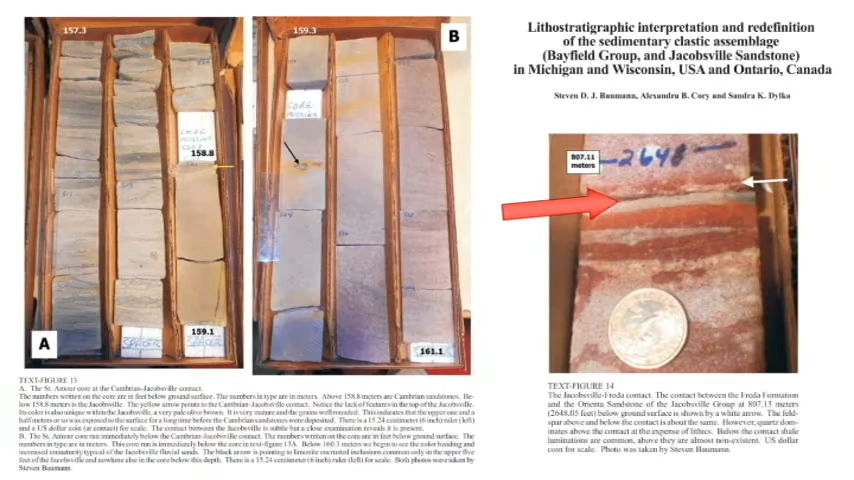 157.3
158.8
159.1
A
159.3
B
161.1
CORE
CORE
TEXT-FIGURE 13
A. The St. Amour core at the Cambrian-Jacobsville contact.
The numbers written on the core are in feet below ground surface. The numbers in type are in meters. Above 158.8 meters are Cambrian sandstones. Be-
low 158.8 meters is the Jacobsville. The yellow arrow points to the Cambrian-Jacobsville contact. Notice the lack of features in the top of the Jacobsville.
Its color is also unique within the Jacobsville, a very pale olive brown. It is very mature and the grains well rounded. This indicates that the upper one and a
half meters or so was exposed to the surface for a long time before the Cambrian sandstones were deposited. There is a 15.24 centimeter (6 inch) ruler (left)
and a US dollar coin (at contact) for scale. The contact between the Jacobsville is subtle but a close examination reveals it is present.
B. The St. Amour core run immediately below the Cambrian-Jacobsville contact. The numbers written on the core are in feet below ground surface. The
numbers in type are in meters. This core run is immediately below the core in text-figure 13A. Below 160.3 meters we begin to see the color banding and
increased immaturity typical of the Jacobsville fluvial sands. The black arrow is pointing to limonite encrusted inclusions common only in the upper five
feet of the Jacobsville and nowhere else in the core below this depth. There is a 15.24 centimeter (6 inch) ruler (left) for scale. Both photos were taken by
Steven Baumann.
Lithostratigraphic interpretation and redefinition
of the sedimentary clastic assemblage
(Bayfield Group, and Jacobsville Sandstone)
in Michigan and Wisconsin, USA and Ontario, Canada
Steven D. J. Baumann, Alexandra B. Cory and Sandra K. Dylka
807.11
meters
2648
TEXT-FIGURE 14
The Jacobsville-Freda contact. The contact between the Freda Formation
and the Orienta Sandstone of the Jacobsville Group at 807.13 meters
(2648.05 feet) below ground surface is shown by a white arrow. The feld-
spar above and below the contact is about the same. However, quartz dom-
inates above the contact at the expense of lithics. Below the contact shale
laminations are common, above they are almost non-existent. US dollar
coin for scale. Photo was taken by Steven Baumann.